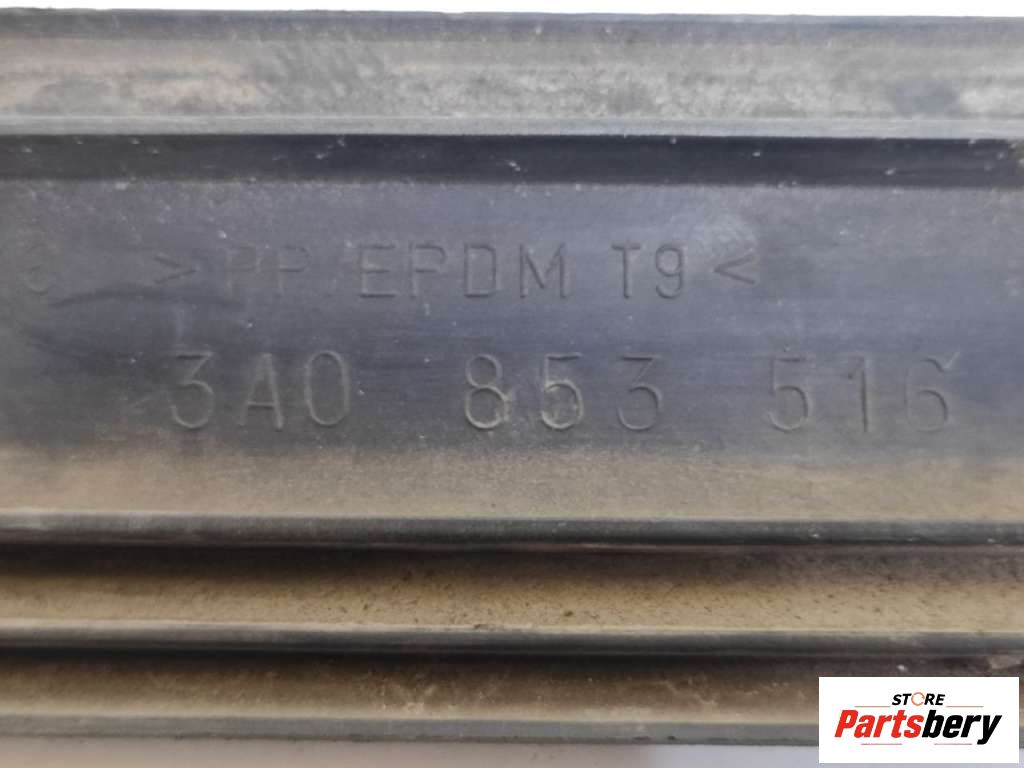 >PP/EPDM T9<
3A0 853 516
STORE
Partsbery